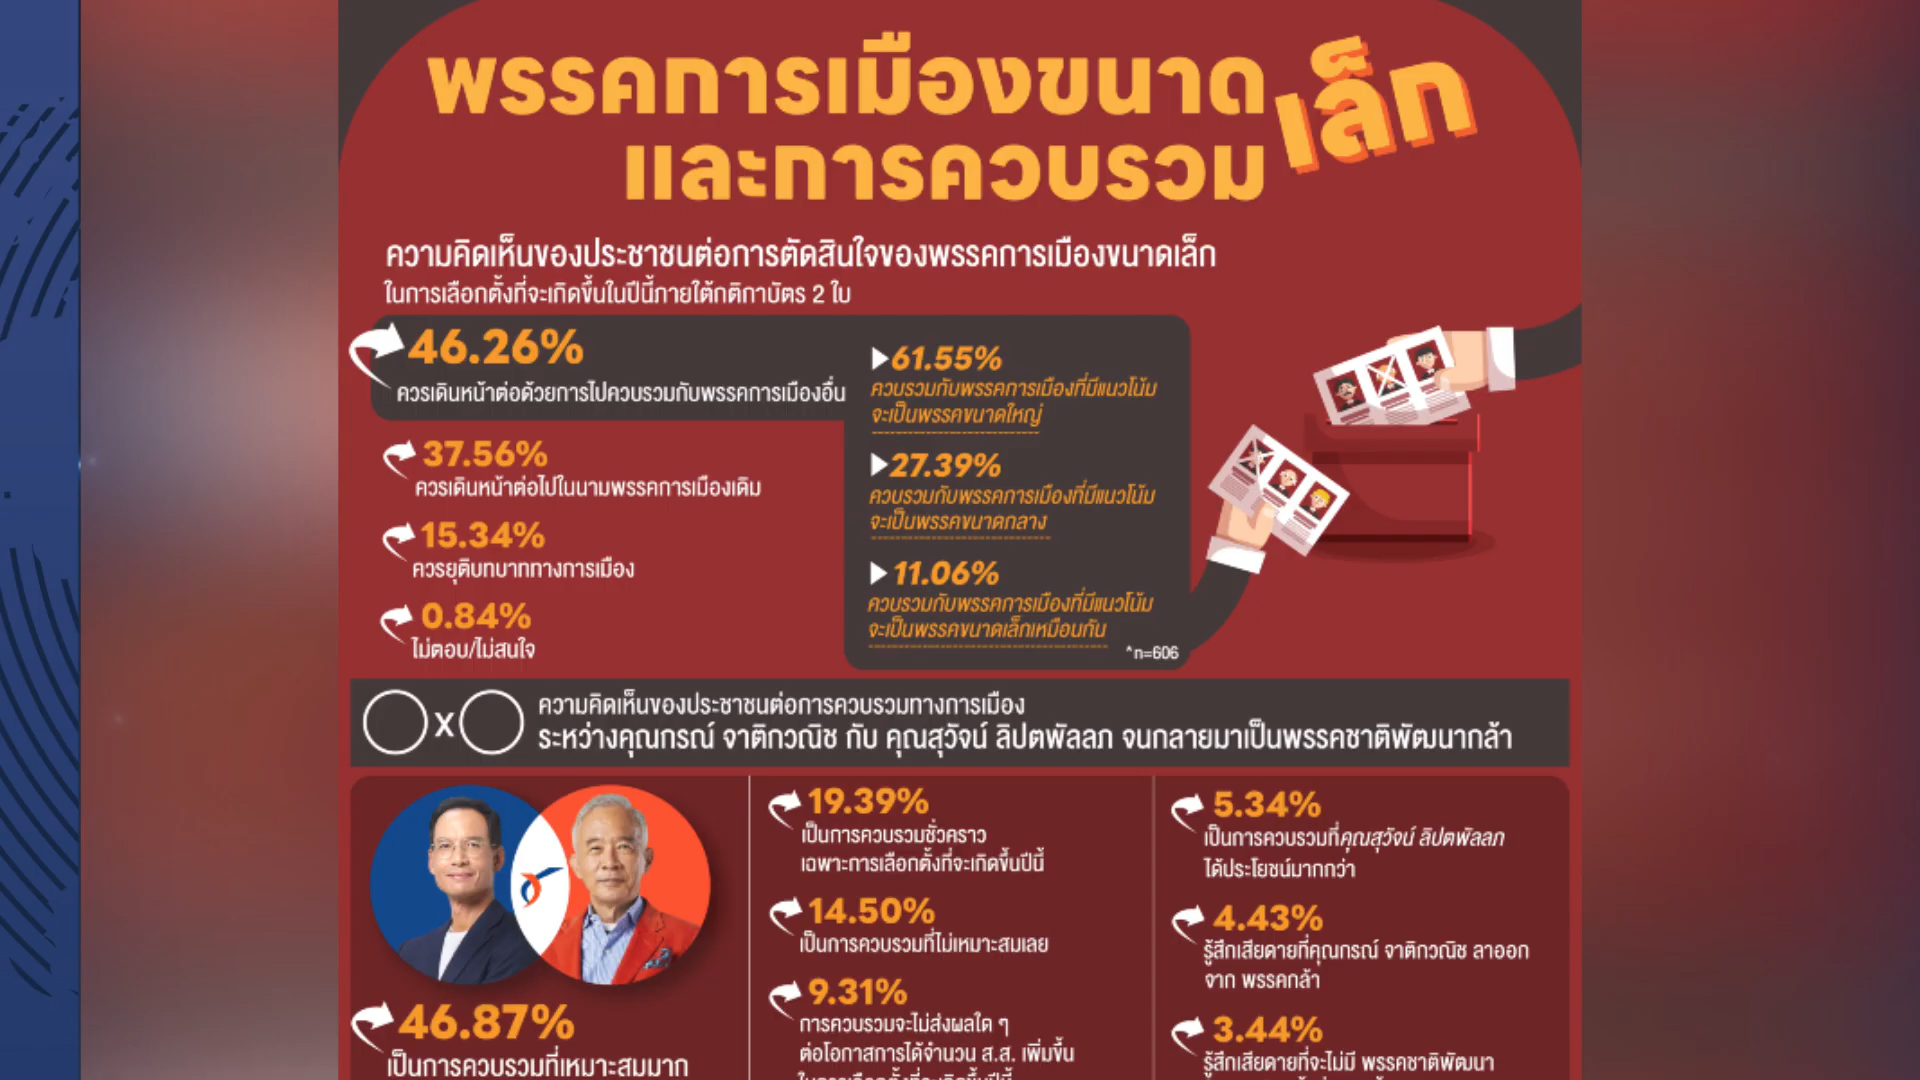 พรรคการเมืองขนาดเล็ก
และการควบรวม
ความคิดเห็นของประชาชนต่อการตัดสินใจของพรรคการเมืองขนาดเล็ก
ในการเลือกตั้งที่จะเกิดขึ้นในปีนี้ภายใต้กติกาบัตร 2 ใบ
46.26%
ควรเดินหน้าต่อด้วยการไปควบรวมกับพรรคการเมืองอื่น
61.55%
ควบรวมกับพรรคการเมืองที่มีแนวโน้ม
จะเป็นพรรคขนาดใหญ่
27.39%
ควบรวมกับพรรคการเมืองที่มีแนวโน้ม
จะเป็นพรรคขนาดกลาง
11.06%
ควบรวมกับพรรคการเมืองที่มีแนวโน้ม
จะเป็นพรรคขนาดเล็กเหมือนกัน
*n=606
37.56%
ควรเดินหน้าต่อไปในนามพรรคการเมืองเดิม
15.34%
ควรยุติบทบาททางการเมือง
0.84%
ไม่ตอบ/ไม่สนใจ
x
ความคิดเห็นของประชาชนต่อการควบรวมทางการเมือง
ระหว่างคุณกรณ์ จาติกวณิช กับ คุณสุวัจน์ ลิปตพัลลภ จนกลายมาเป็นพรรคชาติพัฒนากล้า
46.87%
เป็นการควบรวมที่เหมาะสมมาก
19.39%
เป็นการควบรวมชั่วคราว
เฉพาะการเลือกตั้งที่จะเกิดขึ้นปีนี้
14.50%
เป็นการควบรวมที่ไม่เหมาะสมเลย
9.31%
การควบรวมจะไม่ส่งผลใด ๆ
ต่อโอกาสการได้จำนวน ส.ส. เพิ่มขึ้น
5.34%
เป็นการควบรวมที่คุณสุวัจน์ ลิปตพัลลภ
ได้ประโยชน์มากกว่า
4.43%
รู้สึกเสียดายที่คุณกรณ์ จาติกวณิช ลาออก
จาก พรรคกล้า
3.44%
รู้สึกเสียดายที่จะไม่มี พรรคชาติพัฒนา